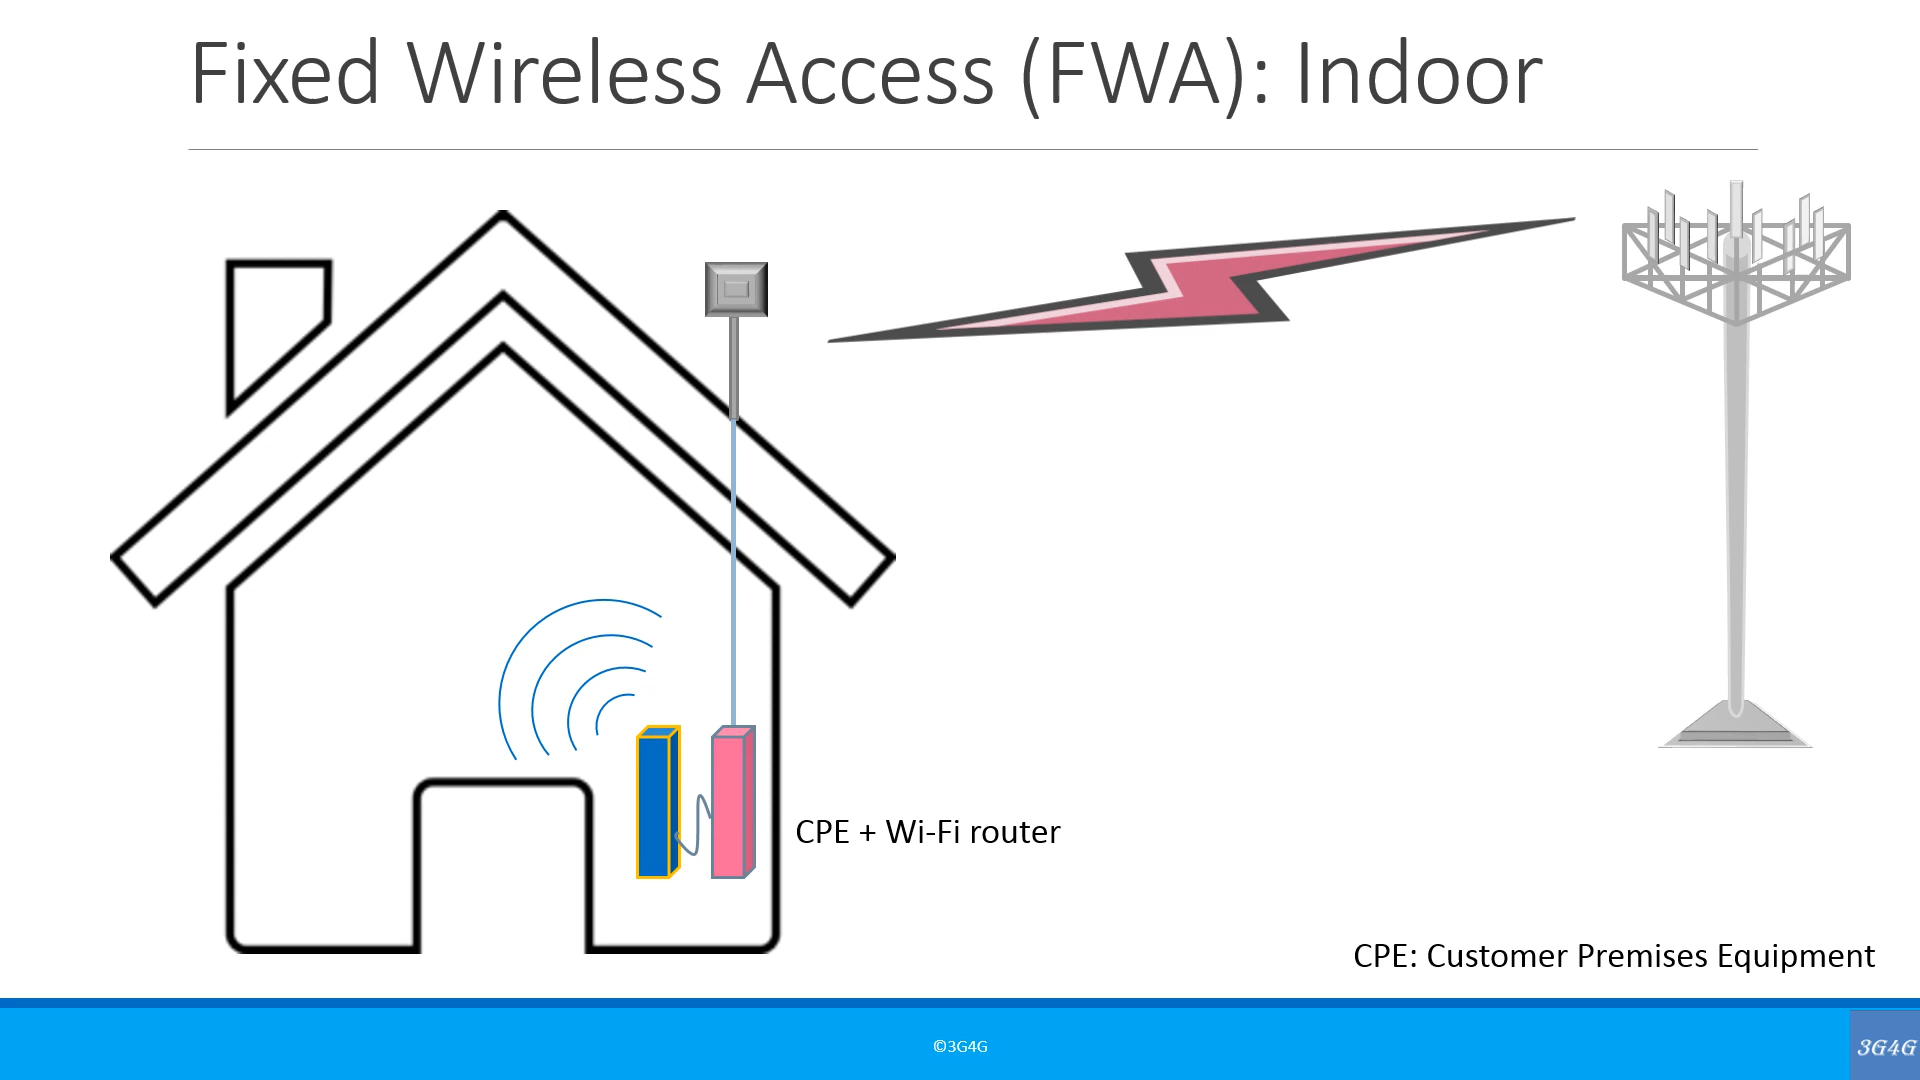 Fixed Wireless Access (FWA): Indoor
CPE + Wi-Fi router
CPE: Customer Premises Equipment
©3G4G
3G4G